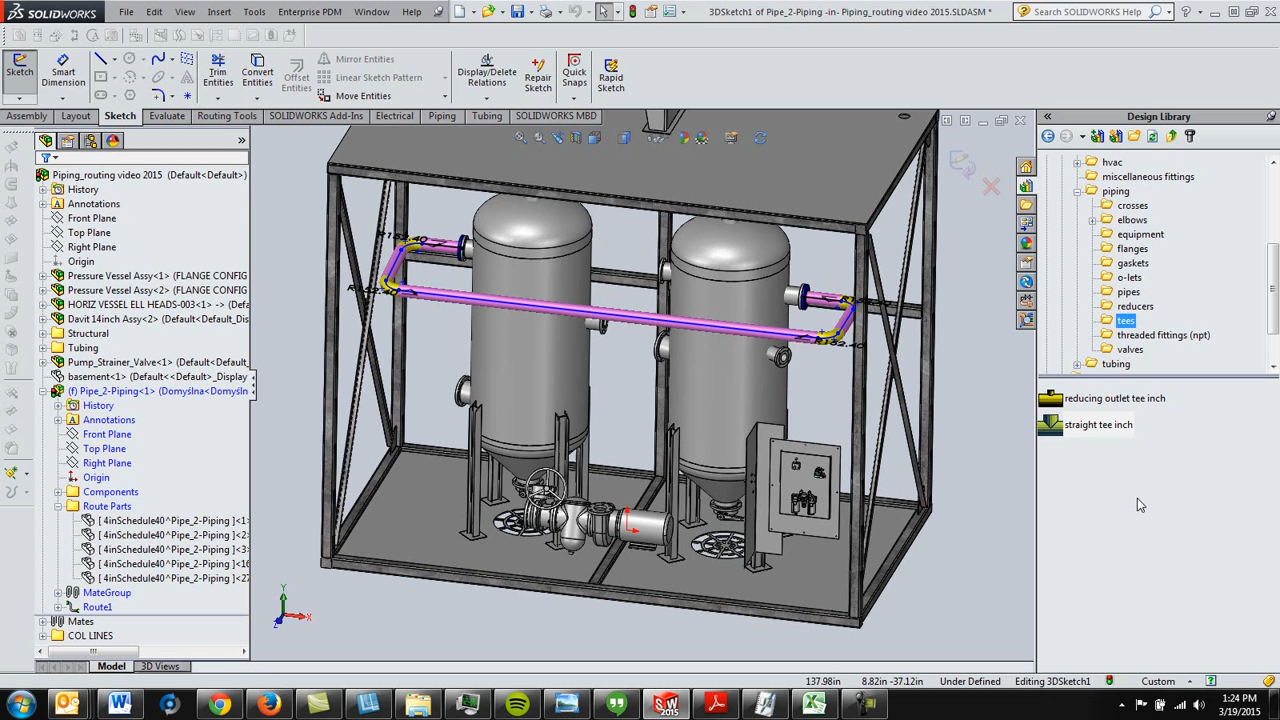 SOLIDWORKS File Edit View Insert Tools Enterprise PDM Window Help 3DSketch1 of Pipe_2-Piping -in- Piping_routing video 2015.SLDASM * Search SOLIDWORKS Help
Sketch Smart Dimension Trim Entities Convert Entities Offset Entities Mirror Entities Linear Sketch Pattern Move Entities Display/Delete Relations Repair Sketch Quick Snaps Rapid Sketch
Assembly Layout Sketch Evaluate Routing Tools SOLIDWORKS Add-Ins Electrical Piping Tubing SOLIDWORKS MBD
Piping_routing video 2015 (Default<Default>
History
Annotations
Front Plane
Top Plane
Right Plane
Origin
Pressure Vessel Assy<1> (FLANGE CONFIG
Pressure Vessel Assy<2> (FLANGE CONFIG
HORIZ VESSEL ELL HEADS-003<1> -> (Defa
Davit 14inch Assy<1> (Default<Default_Dis
Structural
Tubing
Pump_Strainer_Valve<1> (Default<Default
basement<1> (Default<<Default>_Display
(f) Pipe_2-Piping<1> (Domyślna<Domyśln
History
Annotations
Front Plane
Top Plane
Right Plane
Origin
Components
Route Parts
[ 4inSchedule40^Pipe_2-Piping ]<1>
[ 4inSchedule40^Pipe_2-Piping ]<2>
[ 4inSchedule40^Pipe_2-Piping ]<3>
[ 4inSchedule40^Pipe_2-Piping ]<16
[ 4inSchedule40^Pipe_2-Piping ]<27
MateGroup
Route1
Mates
COL LINES
Y
X
Z
Design Library
hvac
miscellaneous fittings
piping
crosses
elbows
equipment
flanges
gaskets
o-lets
pipes
reducers
tees
threaded fittings (npt)
valves
tubing
reducing outlet tee inch
straight tee inch
Model 3D Views
137.98in 8.82in -37.12in Under Defined Editing 3DSketch1 Custom
SW 2015
1:24 PM
3/19/2015